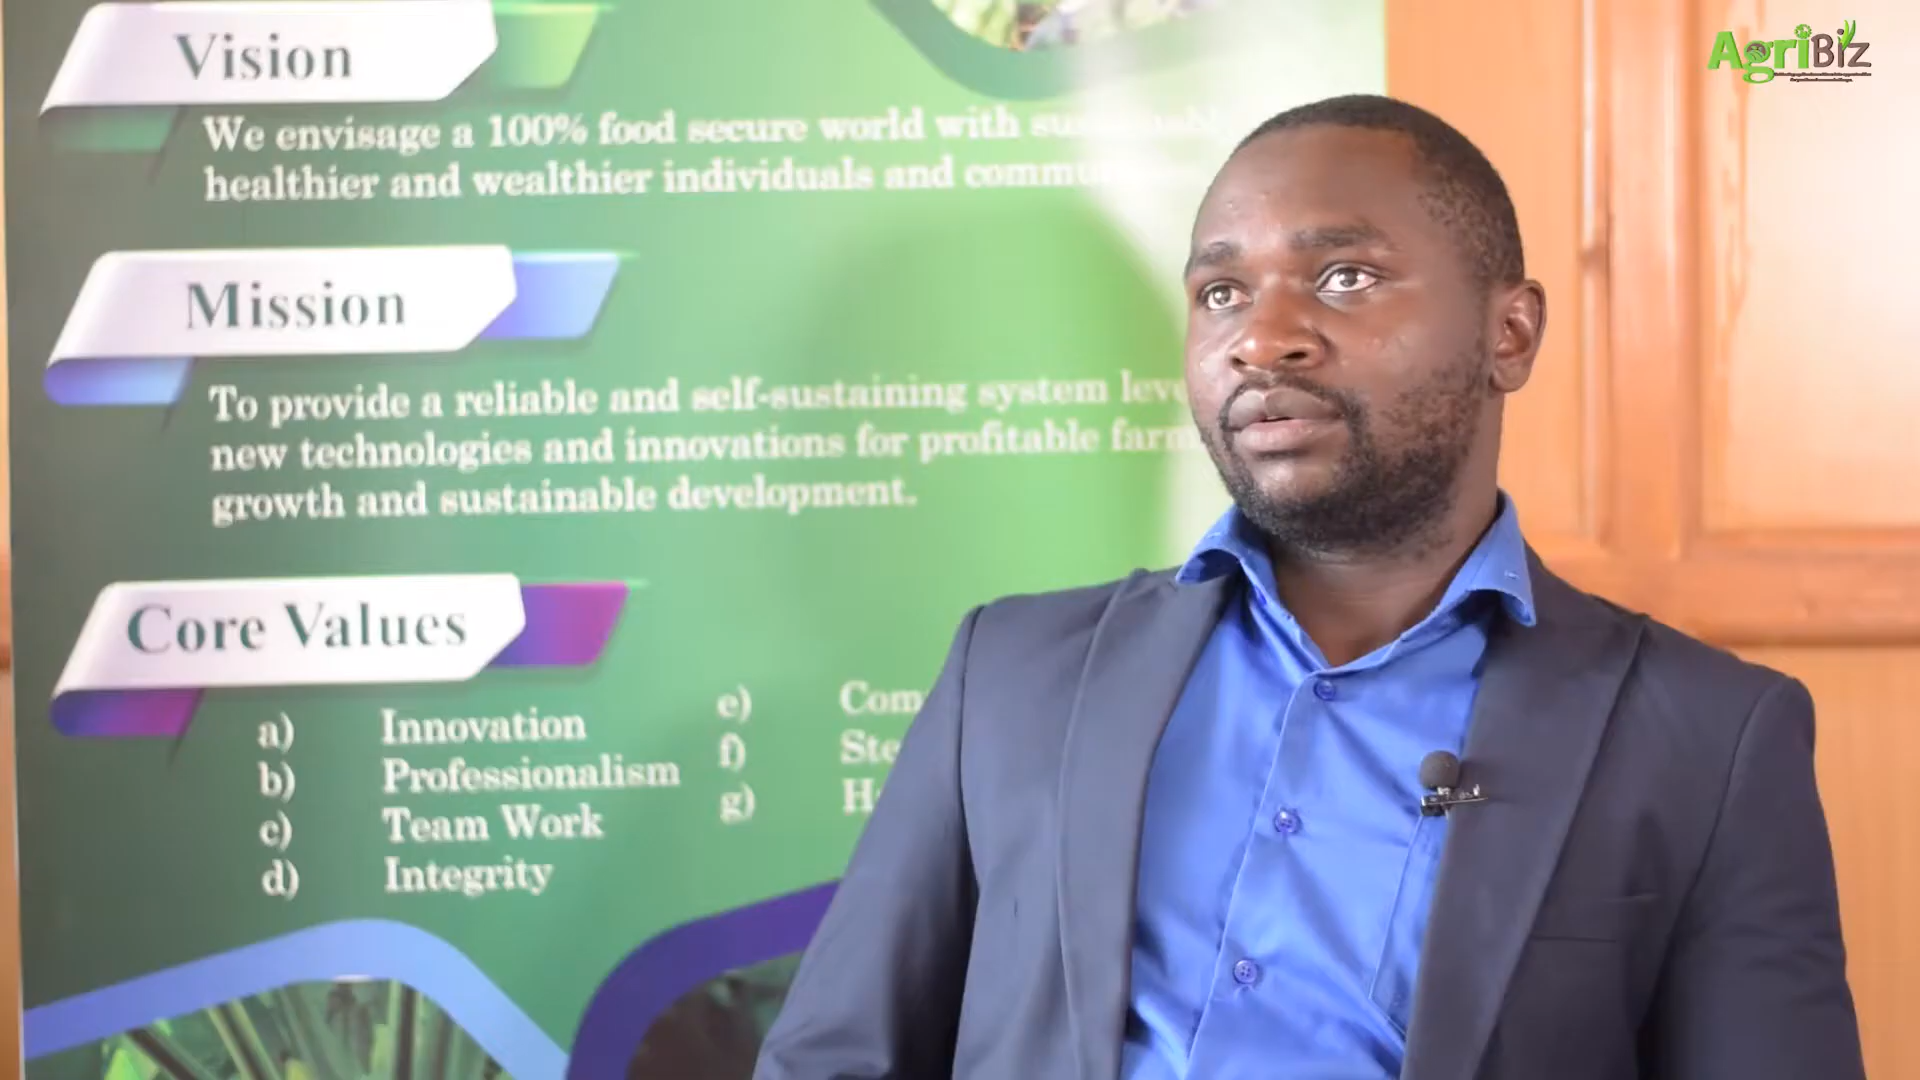 AgriBiz
Vision
We envisage a 100% food secure world with
healthier and wealthier individuals and
Mission
To provide a reliable and self-sustaining system
new technologies and innovations for profitable
growth and sustainable development.
Core Values
a) Innovation
b) Professionalism
c) Team Work
d) Integrity
e)
f)
g)